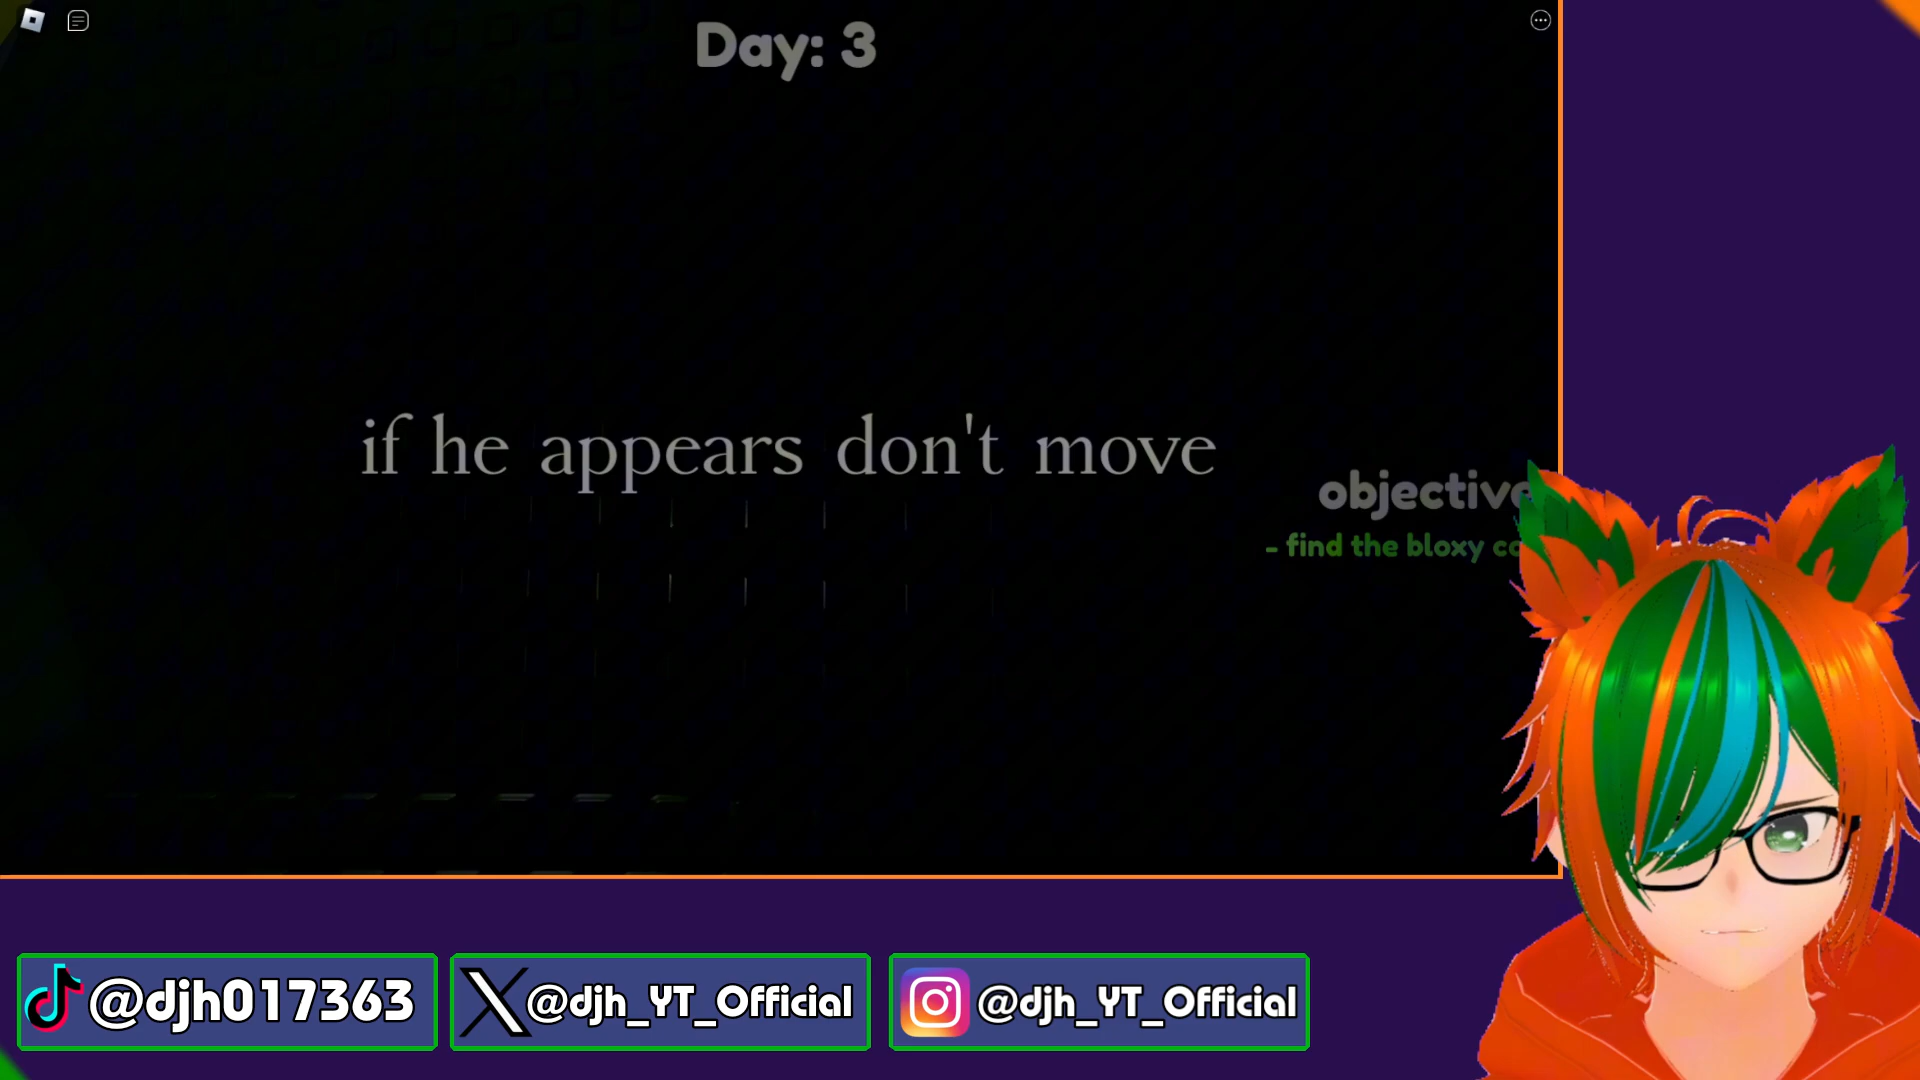 Day: 3
if he appears don't move
objective
- find the bloxy
@djh017363
@djh_YT_Official
@djh_YT_Official